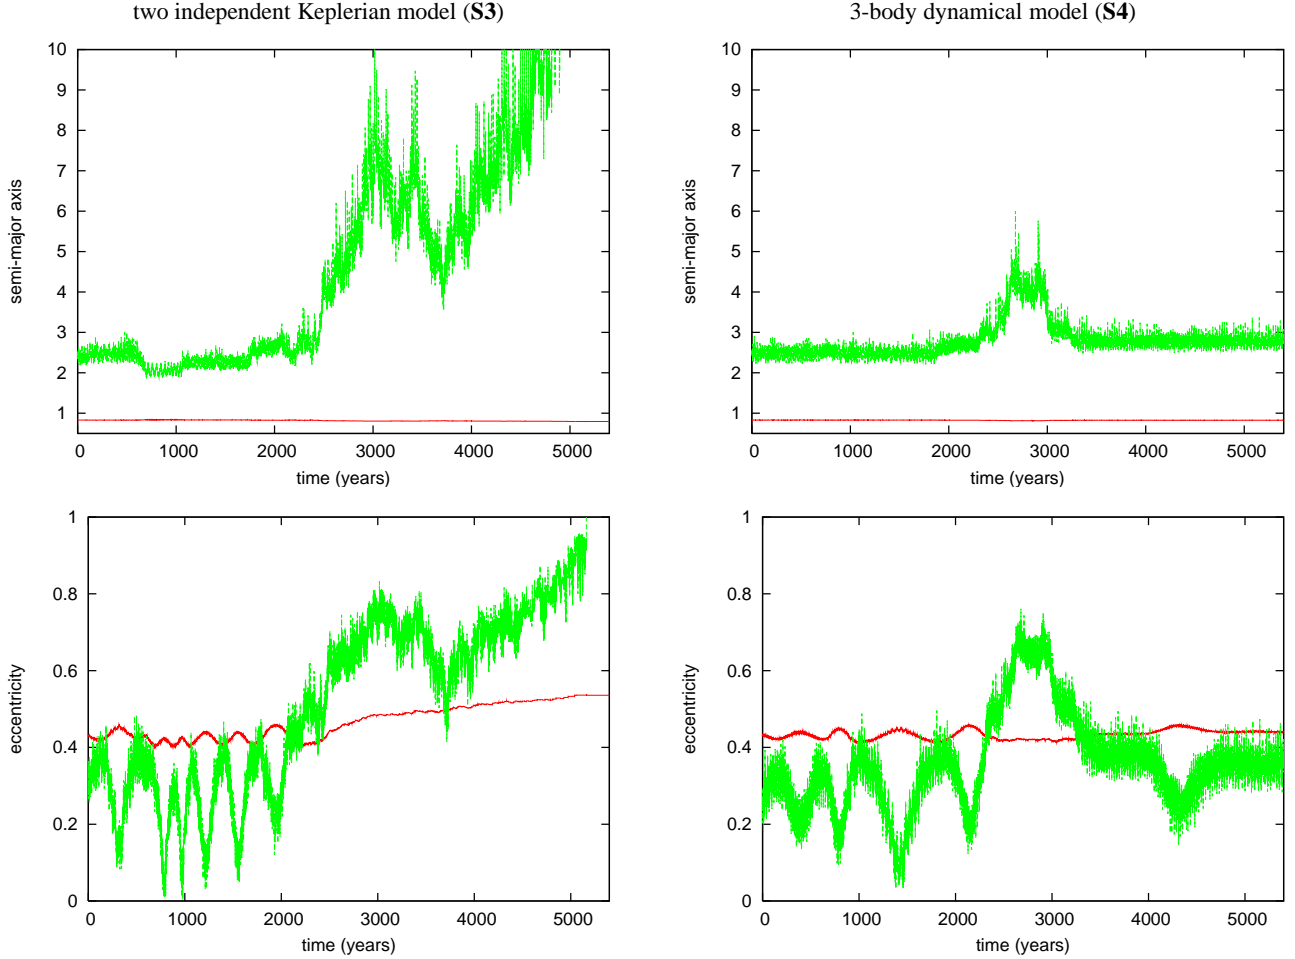 two independent Keplerian model (S3)
3-body dynamical model (S4)
10
9
8
7
6
5
4
3
2
1
semi-major axis
0 1000 2000 3000 4000 5000
time (years)
10
9
8
7
6
5
4
3
2
1
semi-major axis
0 1000 2000 3000 4000 5000
time (years)
1
0.8
0.6
0.4
0.2
0
eccentricity
0 1000 2000 3000 4000 5000
time (years)
1
0.8
0.6
0.4
0.2
0
eccentricity
0 1000 2000 3000 4000 5000
time (years)